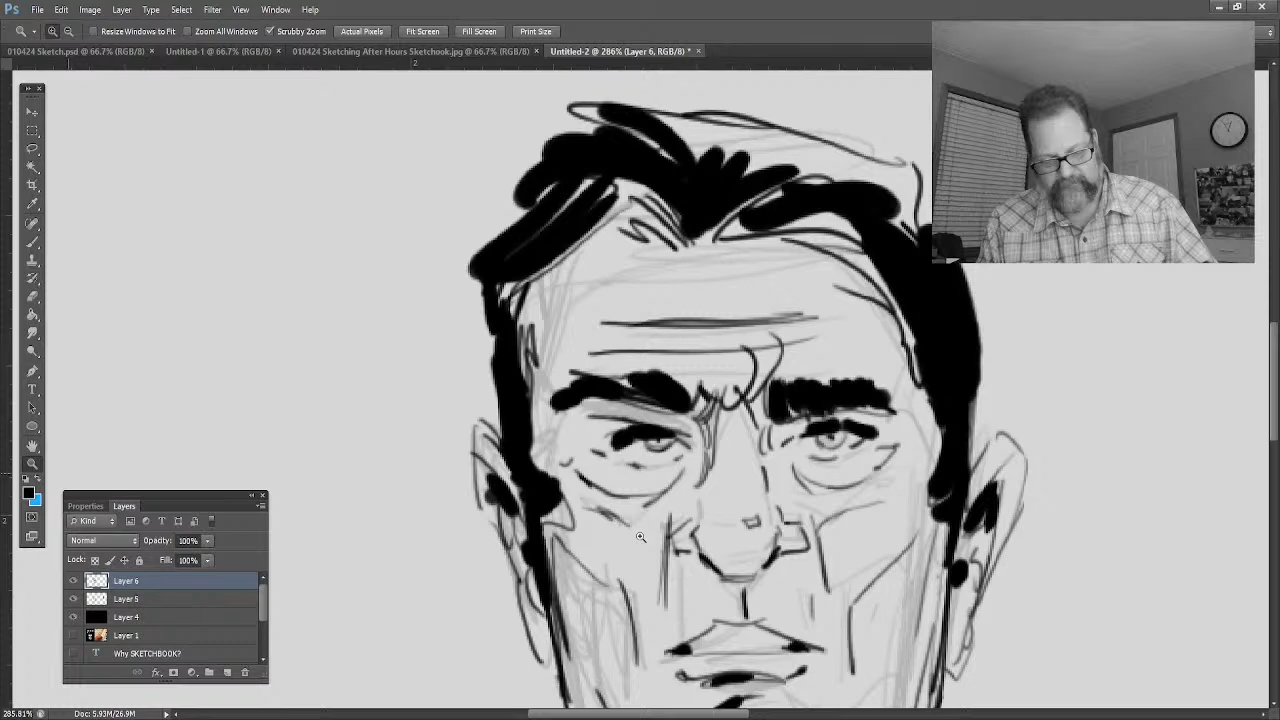 Ps File Edit Image Layer Type Select Filter View Window Help
Resize Windows to Fit Zoom All Windows Scrubby Zoom Actual Pixels Fit Screen Fill Screen Print Size
010424 Sketch.psd @ 66.7% (RGB/8) × Untitled-1 @ 66.7% (RGB/8) × 010424 Sketching After Hours Sketchook.jpg @ 66.7% (RGB/8) × Untitled-2 @ 286% (Layer 6, RGB/8) * ×
2
Properties Layers
Kind
Normal Opacity: 100%
Lock: Fill: 100%
Layer 6
Layer 5
Layer 4
Layer 1
T Why SKETCHBOOK?
fx
2
285.81% Doc: 5.93M/26.9M